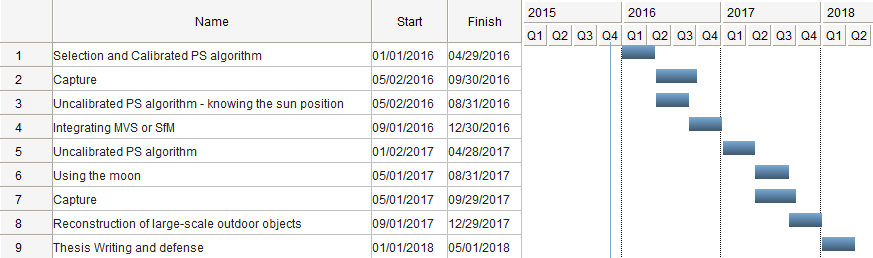 2015 2016 2017 2018
Name Start Finish
Q1 Q2 Q3 Q4 Q1 Q2 Q3 Q4 Q1 Q2 Q3 Q4 Q1 Q2
1 Selection and Calibrated PS algorithm 01/01/2016 04/29/2016
2 Capture 05/02/2016 09/30/2016
3 Uncalibrated PS algorithm - knowing the sun position 05/02/2016 08/31/2016
4 Integrating MVS or SfM 09/01/2016 12/30/2016
5 Uncalibrated PS algorithm 01/02/2017 04/28/2017
6 Using the moon 05/01/2017 08/31/2017
7 Capture 05/01/2017 09/29/2017
8 Reconstruction of large-scale outdoor objects 09/01/2017 12/29/2017
9 Thesis Writing and defense 01/01/2018 05/01/2018